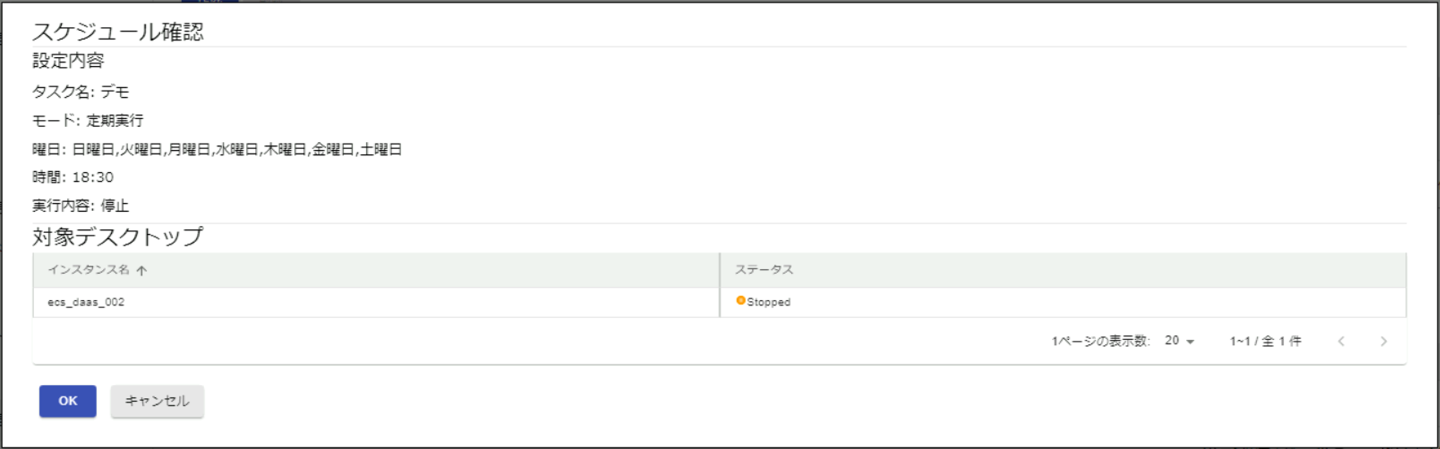 スケジュール確認
設定内容
タスク名: デモ
モード: 定期実行
曜日: 日曜日,火曜日,月曜日,水曜日,木曜日,金曜日,土曜日
時間: 18:30
実行内容: 停止
対象デスクトップ
インスタンス名 ↑ ステータス
ecs_daas_002 Stopped
1ページの表示数: 20 1~1 / 全 1 件
OK キャンセル